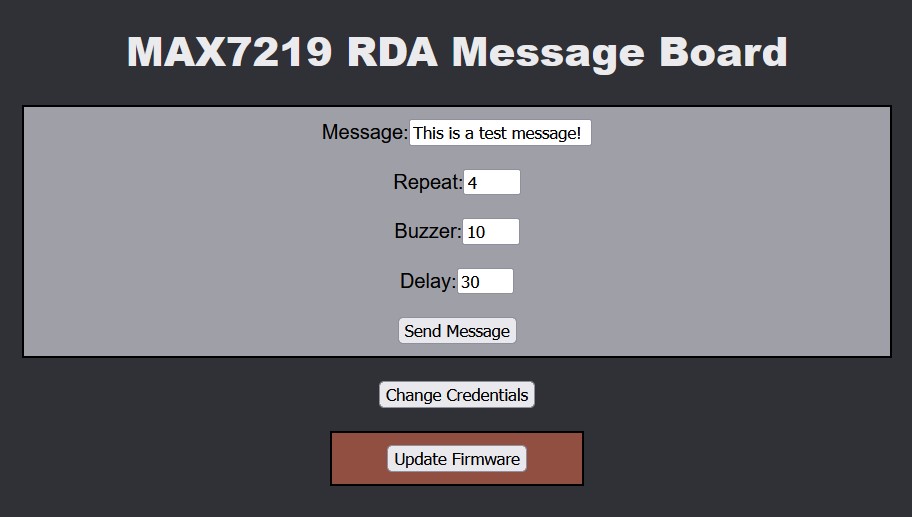 MAX7219 RDA Message Board
Message: This is a test message!
Repeat: 4
Buzzer: 10
Delay: 30
Send Message
Change Credentials
Update Firmware